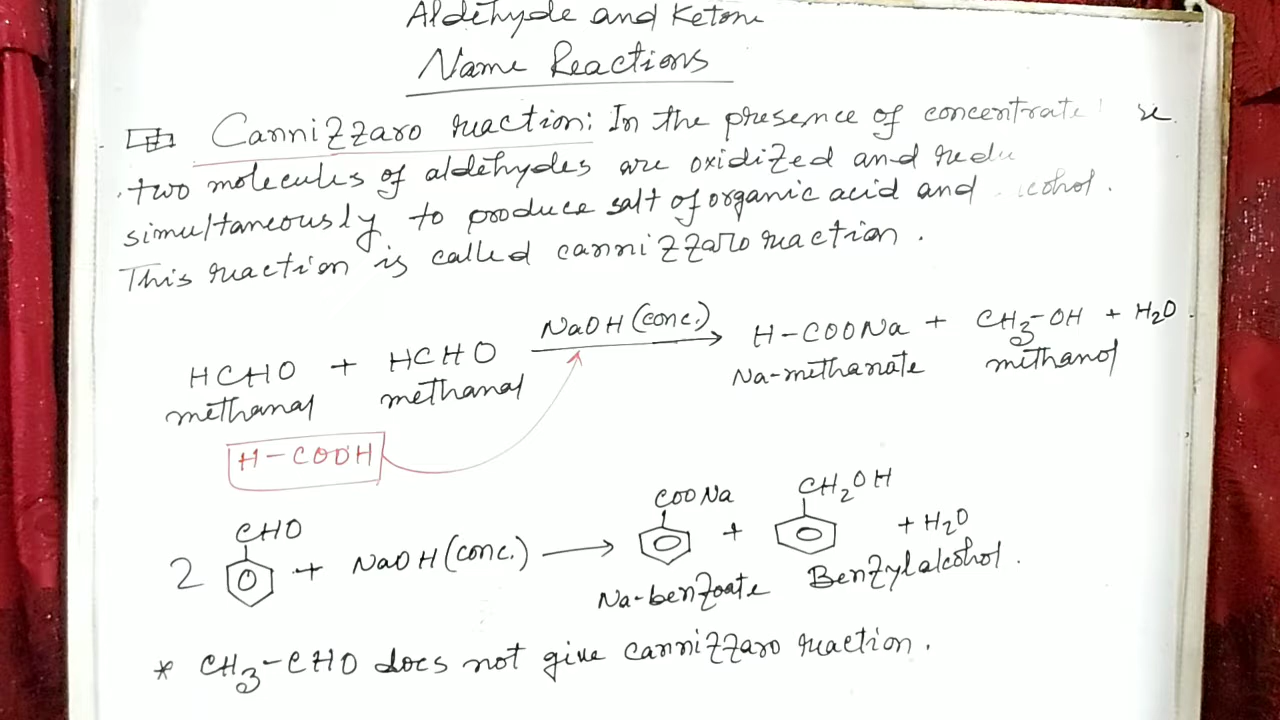 Aldehyde and Ketone
Name Reactions
Cannizzaro reaction: In the presence of concentrate
two molecules of aldehydes are oxidized and redu
simultaneously to produce salt of organic acid and cohol.
This reaction is called cannizzaro reaction.
HCHO + HCHO NaOH (conc.) → H-COONa + CH3-OH + H2O.
methanal methanal Na-methanate methanol
H-COOH
CHO COONa CH2OH
2 + NaOH (conc.) → + + H2O
Na-benzoate Benzylalcohol.
* CH3-CHO does not give cannizzaro reaction.